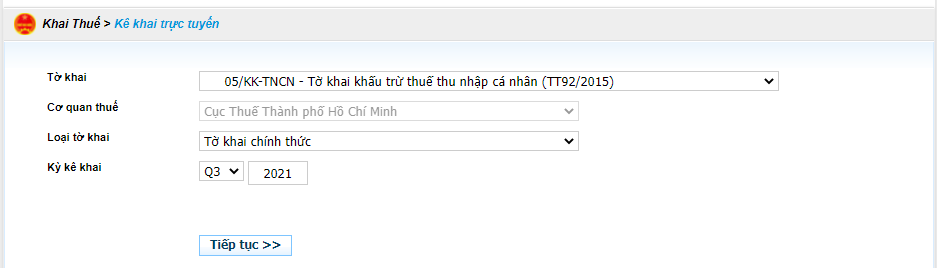 Khai Thuế > Kê khai trực tuyến
Tờ khai 05/KK-TNCN - Tờ khai khấu trừ thuế thu nhập cá nhân (TT92/2015)
Cơ quan thuế Cục Thuế Thành phố Hồ Chí Minh
Loại tờ khai Tờ khai chính thức
Kỳ kê khai Q3 2021
Tiếp tục >>